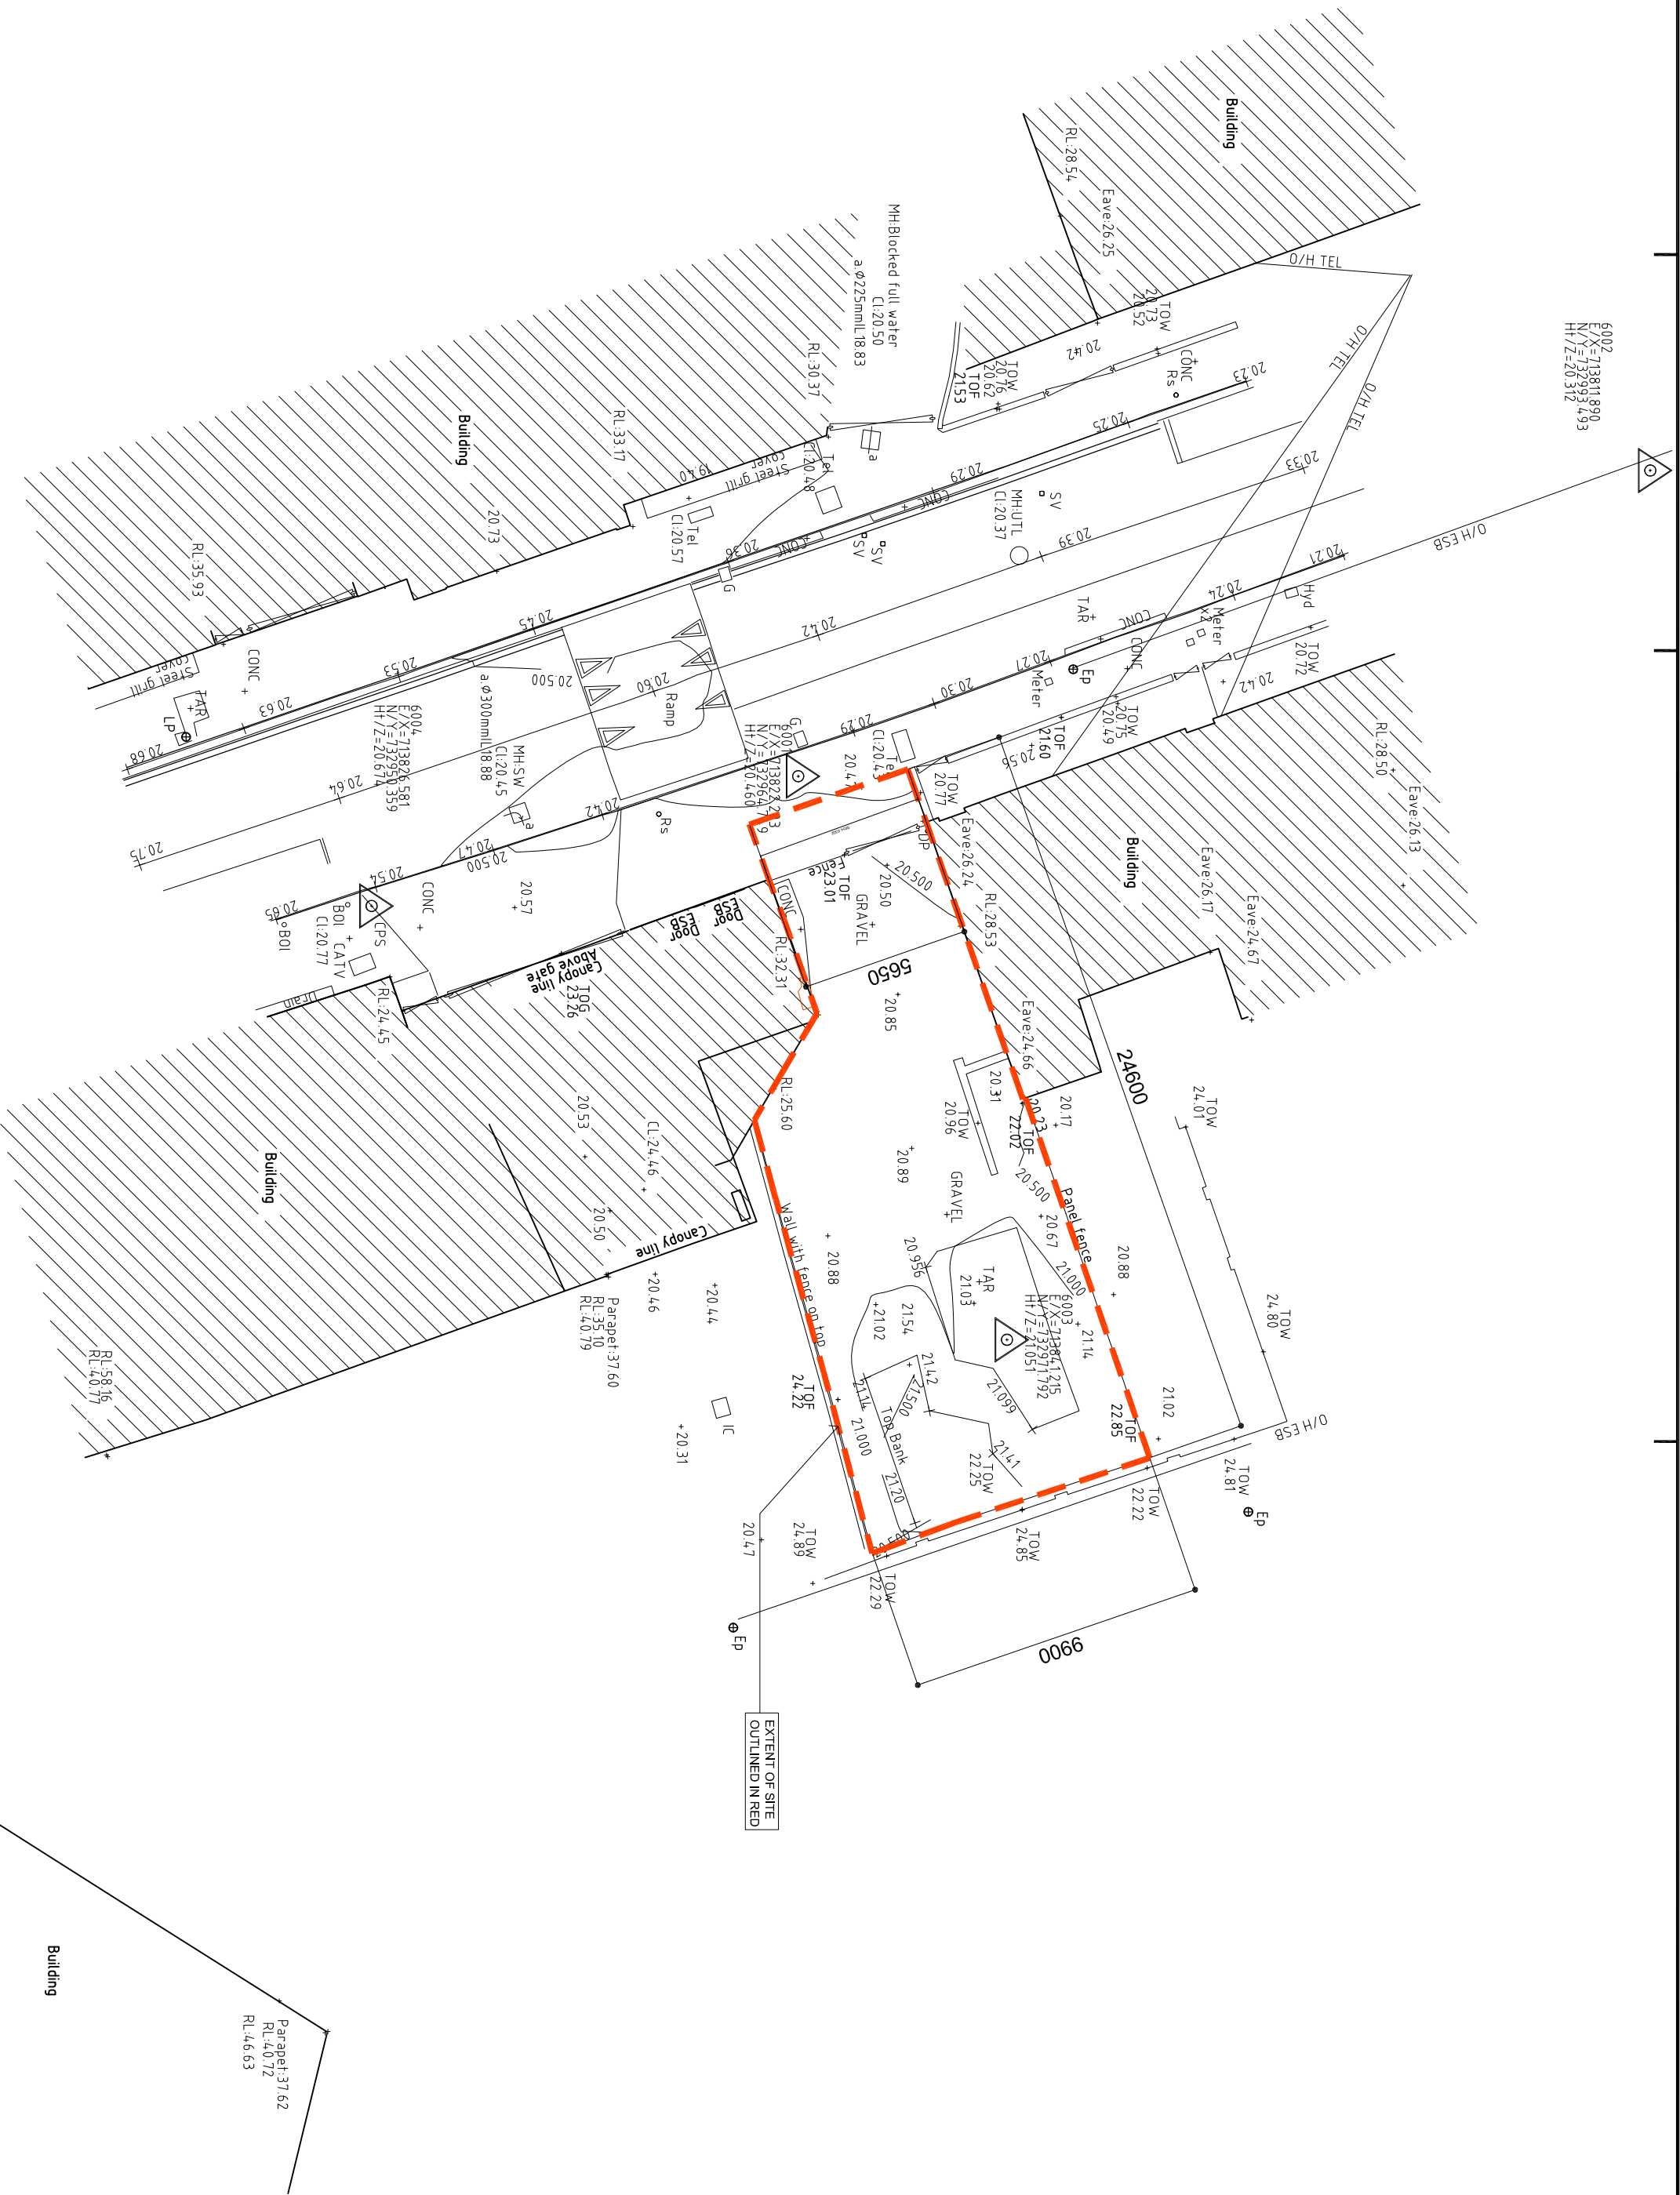 Building
RL:28.54
Eave:26.25
O/H TEL
O/H TEL
O/H TEL
6002
E/X=713811.890
N/Y=732993.493
Ht/Z=20.312
MH:Blocked full water
Cl:20.50
a.Ø225mmIL18.83
TOW
20.73
20.52
20.42
CONC
Rs
20.23
TOW
20.76
20.62
TOF
21.53
RL:30.37
20.25
20.33
O/H ESB
RL:33.17
Building
a
Tel
Cl:20.48
20.29
CONC
Steel grill
cover
19.40
SV
MH:UTL
Cl:20.37
20.39
20.21
20.73
Tel
Cl:20.57
SV
SV
CONC
20.36
G
20.24
Hyd
Meter
x2
TAR
CONC
RL:35.93
20.45
20.42
CONC
TOW
20.72
20.42
20.27
Ep
Meter
CONC
20.53
20.500
20.60
Ramp
20.30
TOW
20.75
20.49
RL:28.50
Steel grill
cover
TAR
LP
20.63
a.Ø300mmIL18.88
20.29
TOF
21.60
20.56
Eave:26.13
20.68
6004
E/X=713826.581
N/Y=732950.359
Ht/Z=20.674
MH:SW
Cl:20.45
a
G
Cl:20.43
20.47
TOW
20.77
20.64
20.42
Rs
Eave:26.24
Building
Eave:26.17
20.75
20.47
20.500
DP
Fence
TOF
23.01
20.50
20.500
RL:28.53
Eave:24.67
20.54
CONC
20.57
CONC
GRAVEL
20.65
BOI
BOI
CPS
CATV
Cl:20.77
Door
ESB
Door
ESB
RL:32.31
5650
Drain
RL:24.45
Canopy line
Above gate
TOG
23.26
20.85
Eave:24.66
24600
RL:25.60
20.31
TOW
20.96
20.23
TOF
22.02
20.17
TOW
24.01
20.53
CL:24.46
20.89
20.500
Building
GRAVEL
Panel fence
20.50
Canopy line
Wall with fence on top
20.88
20.956
20.67
20.88
TAR
21.03
21.000
20.46
20.44
21.02
21.54
6003
E/X=713841.215
N/Y=732971.792
Ht/Z=21.051
21.14
TOW
24.80
Parapet:37.60
RL:35.10
RL:40.79
RL:58.16
RL:40.77
21.42
21.500
21.14
21.099
TOF
24.22
21.000
Top Bank
TOF
22.85
21.02
O/H ESB
IC
20.31
21.41
TOW
22.25
21.20
TOW
24.81
TOW
22.22
Ep
20.47
TOW
24.89
TOW
24.85
TOW
22.29
Ep
9900
EXTENT OF SITE
OUTLINED IN RED
Building
Parapet:37.62
RL:40.72
RL:46.63